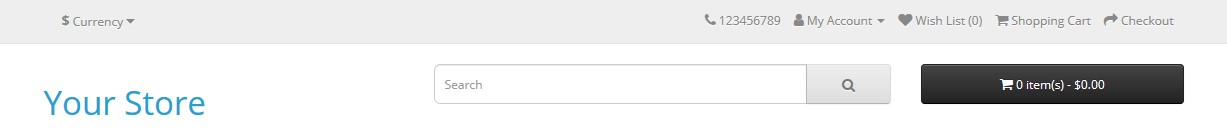 $ Currency 123456789 My Account Wish List (0) Shopping Cart Checkout
Your Store Search 0 item(s) - $0.00